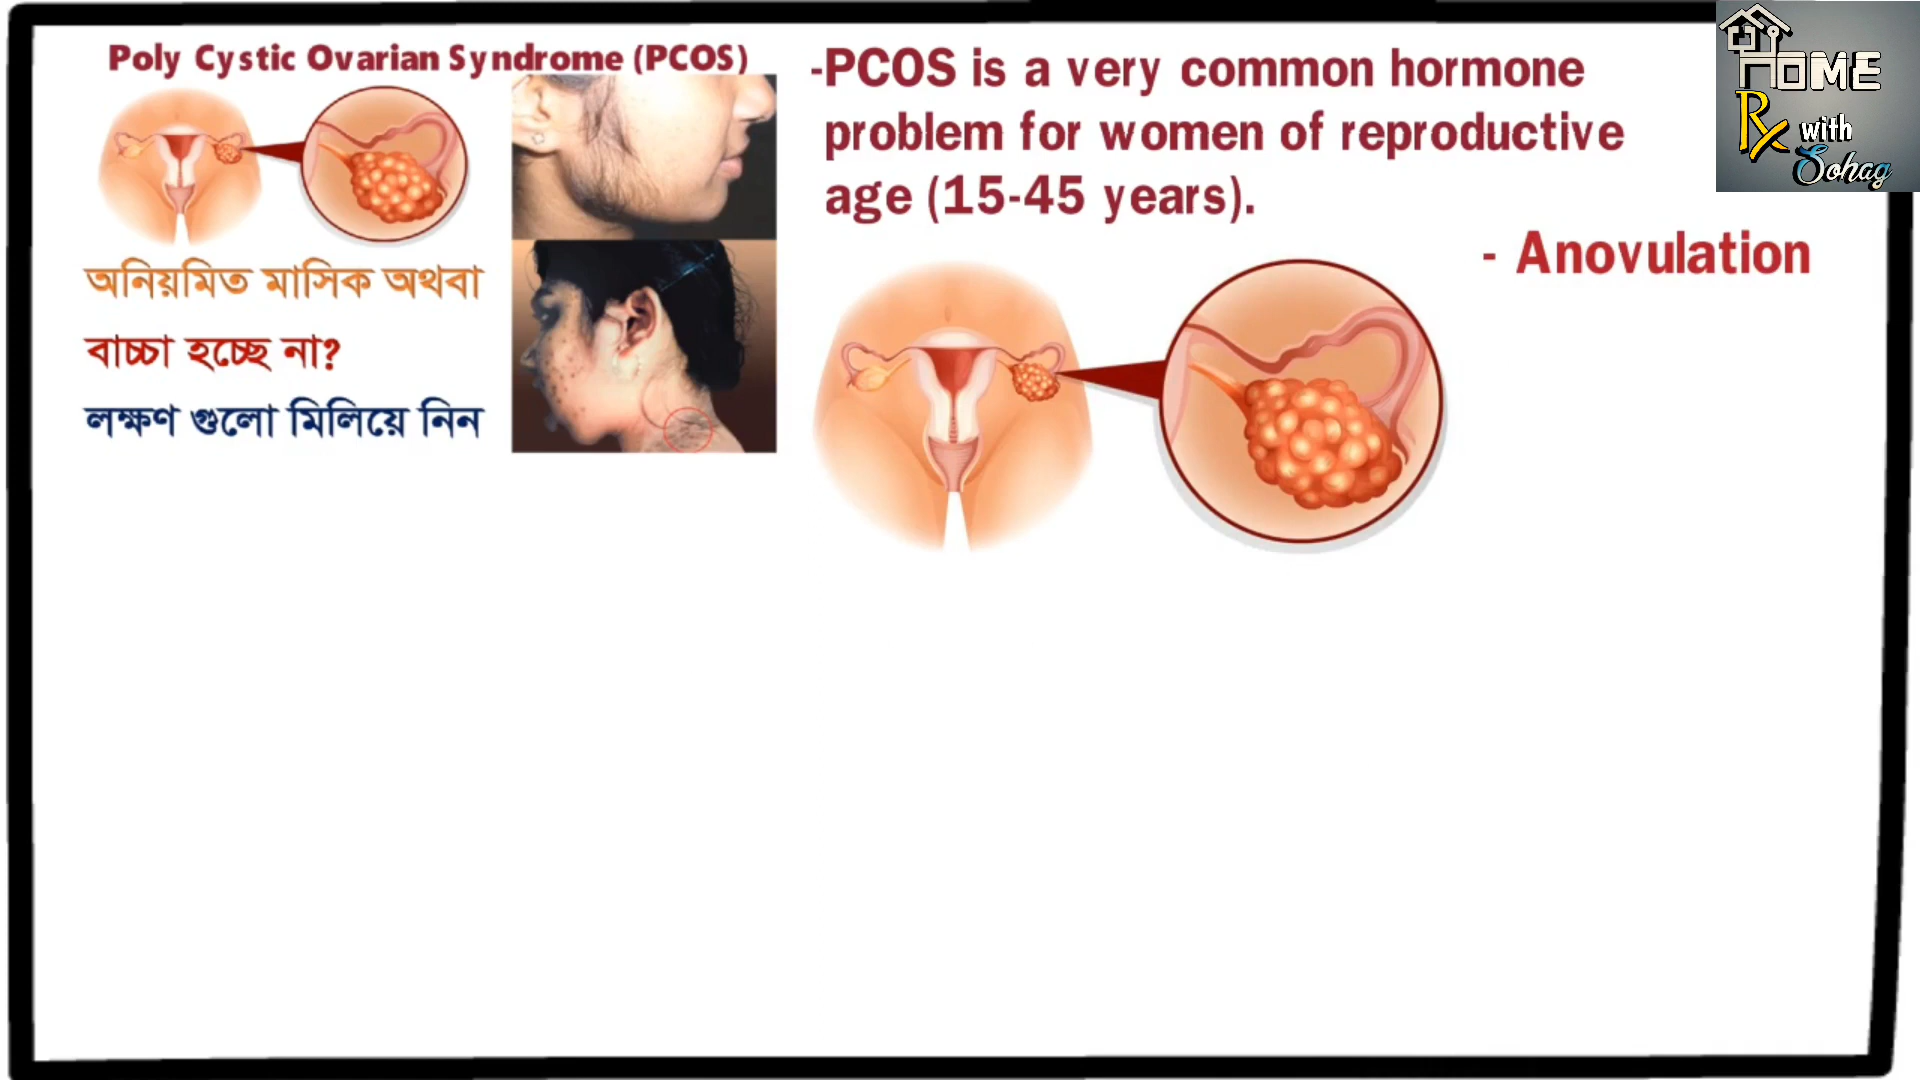 Poly Cystic Ovarian Syndrome (PCOS)
অনিয়মিত মাসিক অথবা
বাচ্চা হচ্ছে না?
লক্ষণ গুলো মিলিয়ে নিন
-PCOS is a very common hormone
problem for women of reproductive
age (15-45 years).
- Anovulation
HOME
Rx with
Sohag